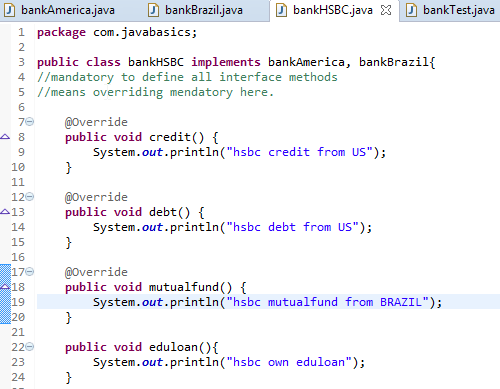 bankAmerica.java bankBrazil.java bankHSBC.java bankTest.java
1 package com.javabasics;
2
3 public class bankHSBC implements bankAmerica, bankBrazil{
4 //mandatory to define all interface methods
5 //means overriding mendatory here.
6
7 @Override
8 public void credit() {
9 System.out.println("hsbc credit from US");
10 }
11
12 @Override
13 public void debt() {
14 System.out.println("hsbc debt from US");
15 }
16
17 @Override
18 public void mutualfund() {
19 System.out.println("hsbc mutualfund from BRAZIL");
20 }
21
22 public void eduloan(){
23 System.out.println("hsbc own eduloan");
24 }